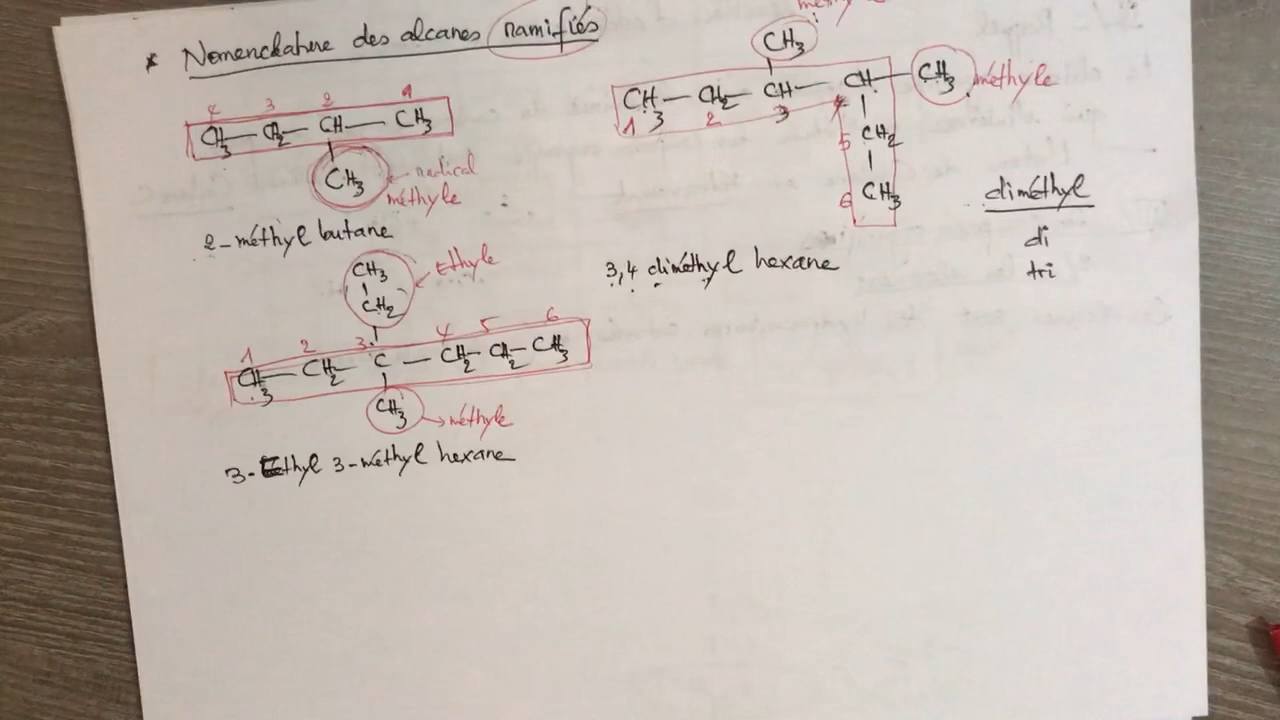 * Nomenclature des alcanes ramifiés
4 3 2 1
CH3 — CH2 — CH — CH3
CH3 ← radical
méthyle
2-méthyl butane
CH3 Ethyle
CH2
1 2 3 4 5 6
CH3 — CH2 — C — CH2 — CH2 — CH3
CH3 → méthyle
3-Ethyl 3-méthyl hexane
CH3
CH3 — CH2 — CH — CH — CH3 méthyle
1 2 3 4
5 CH2
6 CH3
3,4 diméthyl hexane
diméthyl
di
tri